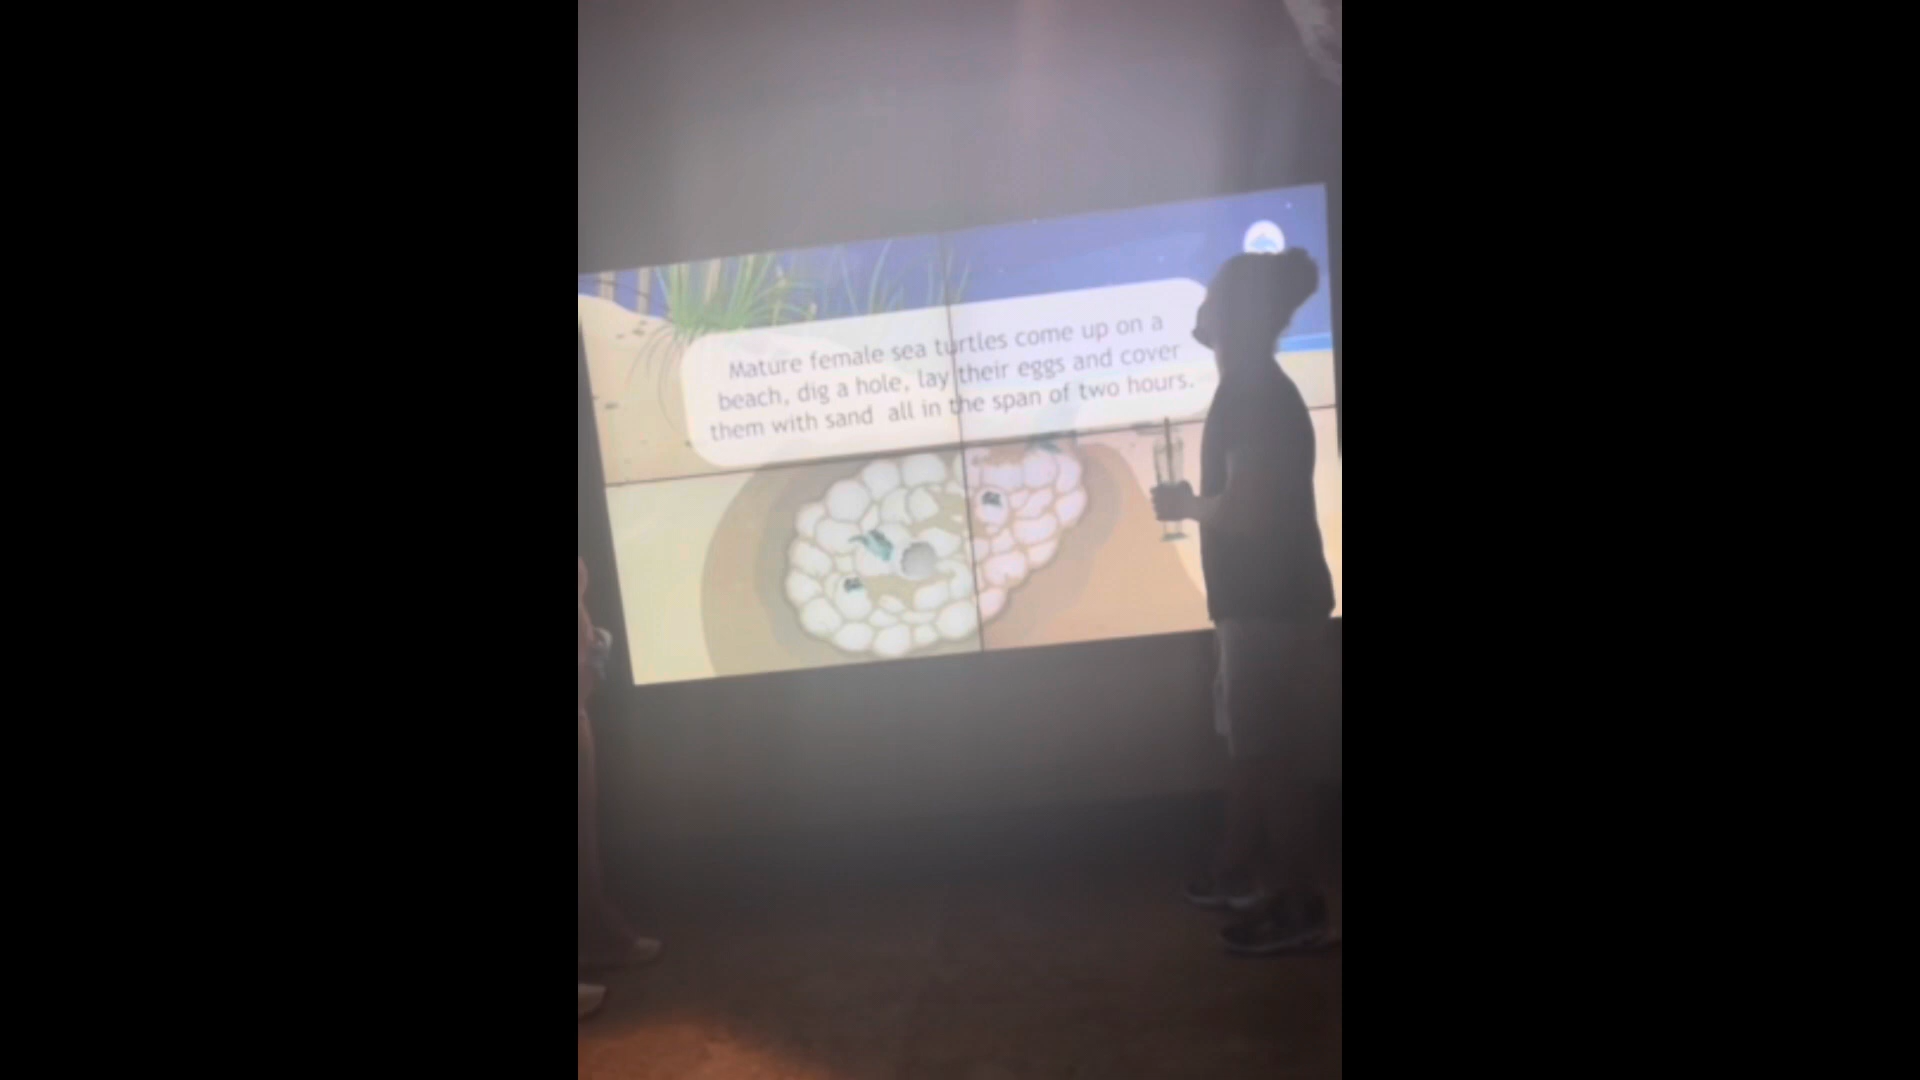 Mature female sea turtles come up on a
beach, dig a hole, lay their eggs and cover
them with sand all in the span of two hours.